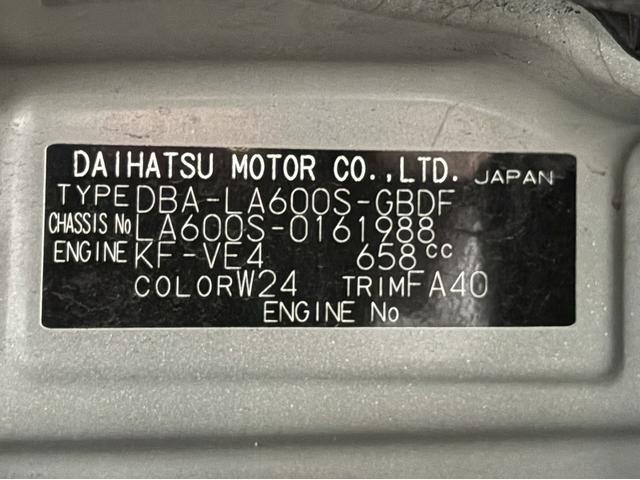 DAIHATSU MOTOR CO.,LTD. JAPAN
TYPE DBA-LA600S-GBDF
CHASSIS No LA600S-0161988
ENGINE KF-VE4 658cc
COLOR W24 TRIM FA40
ENGINE No